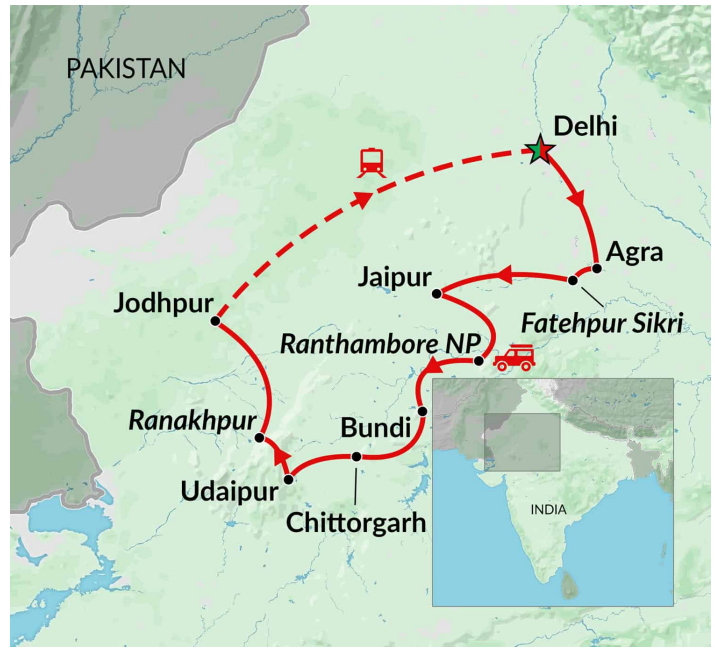 PAKISTAN
Delhi
Agra
Jaipur
Fatehpur Sikri
Jodhpur
Ranthambore NP
Ranakhpur
Bundi
Udaipur
Chittorgarh
INDIA